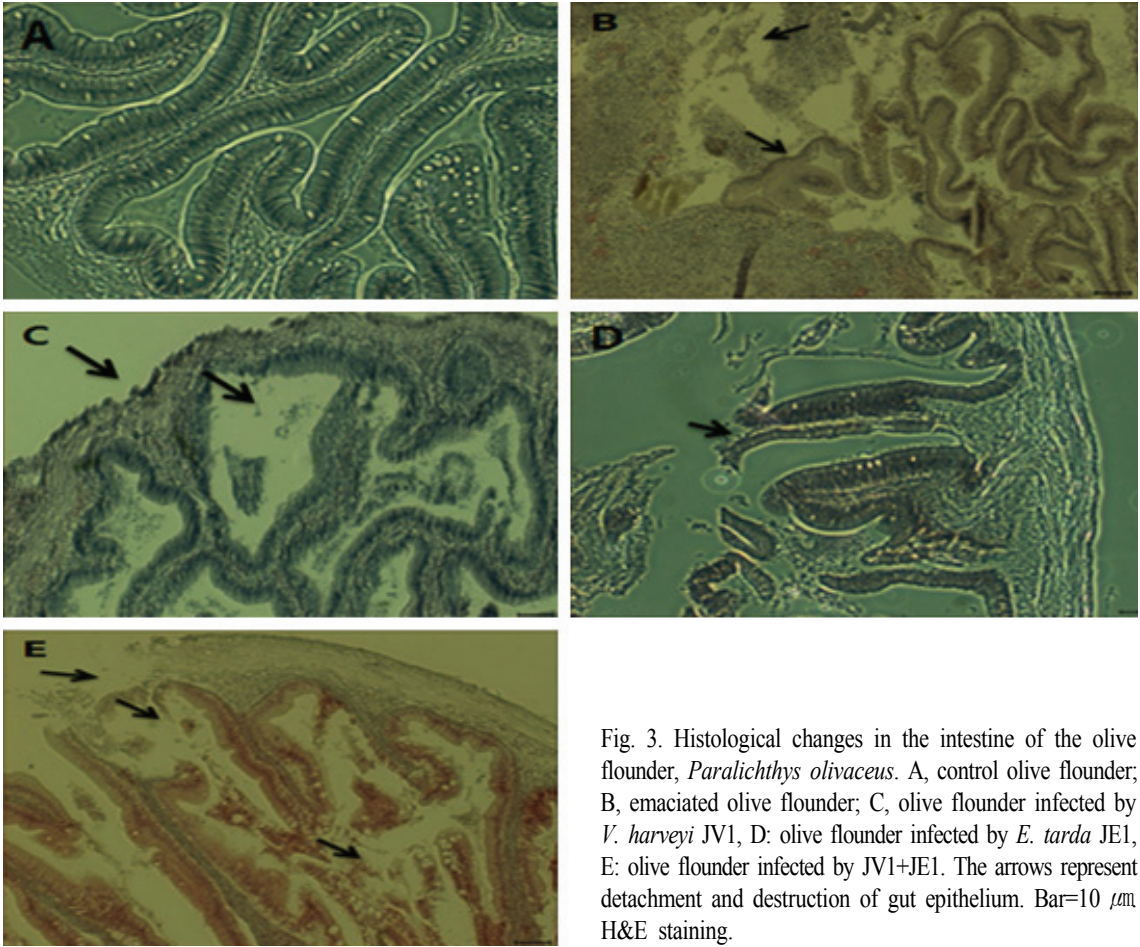 A
B
C
D
E
Fig. 3. Histological changes in the intestine of the olive
flounder, Paralichthys olivaceus. A, control olive flounder;
B, emaciated olive flounder; C, olive flounder infected by
V. harveyi JV1, D: olive flounder infected by E. tarda JE1,
E: olive flounder infected by JV1+JE1. The arrows represent
detachment and destruction of gut epithelium. Bar=10 ㎛,
H&E staining.